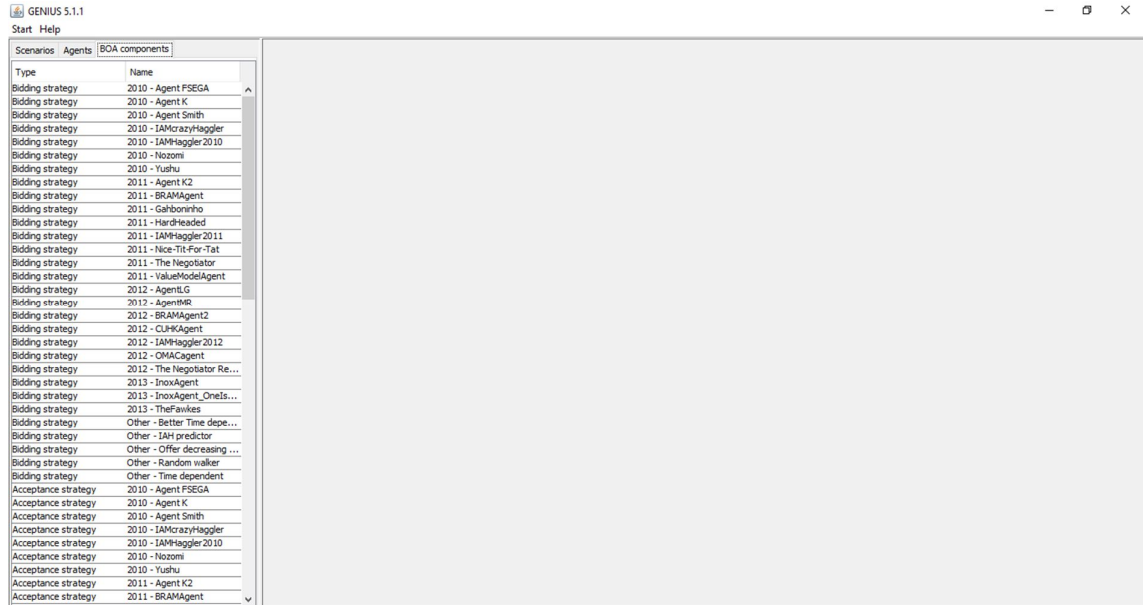 GENIUS 5.1.1
Start Help
Scenarios Agents BOA components
Type Name
Bidding strategy 2010 - Agent FSEGA
Bidding strategy 2010 - Agent K
Bidding strategy 2010 - Agent Smith
Bidding strategy 2010 - IAMcrazyHaggler
Bidding strategy 2010 - IAMHaggler2010
Bidding strategy 2010 - Nozomi
Bidding strategy 2010 - Yushu
Bidding strategy 2011 - Agent K2
Bidding strategy 2011 - BRAMAgent
Bidding strategy 2011 - Gahboninho
Bidding strategy 2011 - HardHeaded
Bidding strategy 2011 - IAMHaggler2011
Bidding strategy 2011 - Nice-Tit-For-Tat
Bidding strategy 2011 - The Negotiator
Bidding strategy 2011 - ValueModelAgent
Bidding strategy 2012 - AgentLG
Bidding strategy 2012 - AgentMR
Bidding strategy 2012 - BRAMAgent2
Bidding strategy 2012 - CUHKAgent
Bidding strategy 2012 - IAMHaggler2012
Bidding strategy 2012 - OMACagent
Bidding strategy 2012 - The Negotiator Re...
Bidding strategy 2013 - InoxAgent
Bidding strategy 2013 - InoxAgent_OneIs...
Bidding strategy 2013 - TheFawkes
Bidding strategy Other - Better Time depe...
Bidding strategy Other - IAH predictor
Bidding strategy Other - Offer decreasing ...
Bidding strategy Other - Random walker
Bidding strategy Other - Time dependent
Acceptance strategy 2010 - Agent FSEGA
Acceptance strategy 2010 - Agent K
Acceptance strategy 2010 - Agent Smith
Acceptance strategy 2010 - IAMcrazyHaggler
Acceptance strategy 2010 - IAMHaggler2010
Acceptance strategy 2010 - Nozomi
Acceptance strategy 2010 - Yushu
Acceptance strategy 2011 - Agent K2
Acceptance strategy 2011 - BRAMAgent